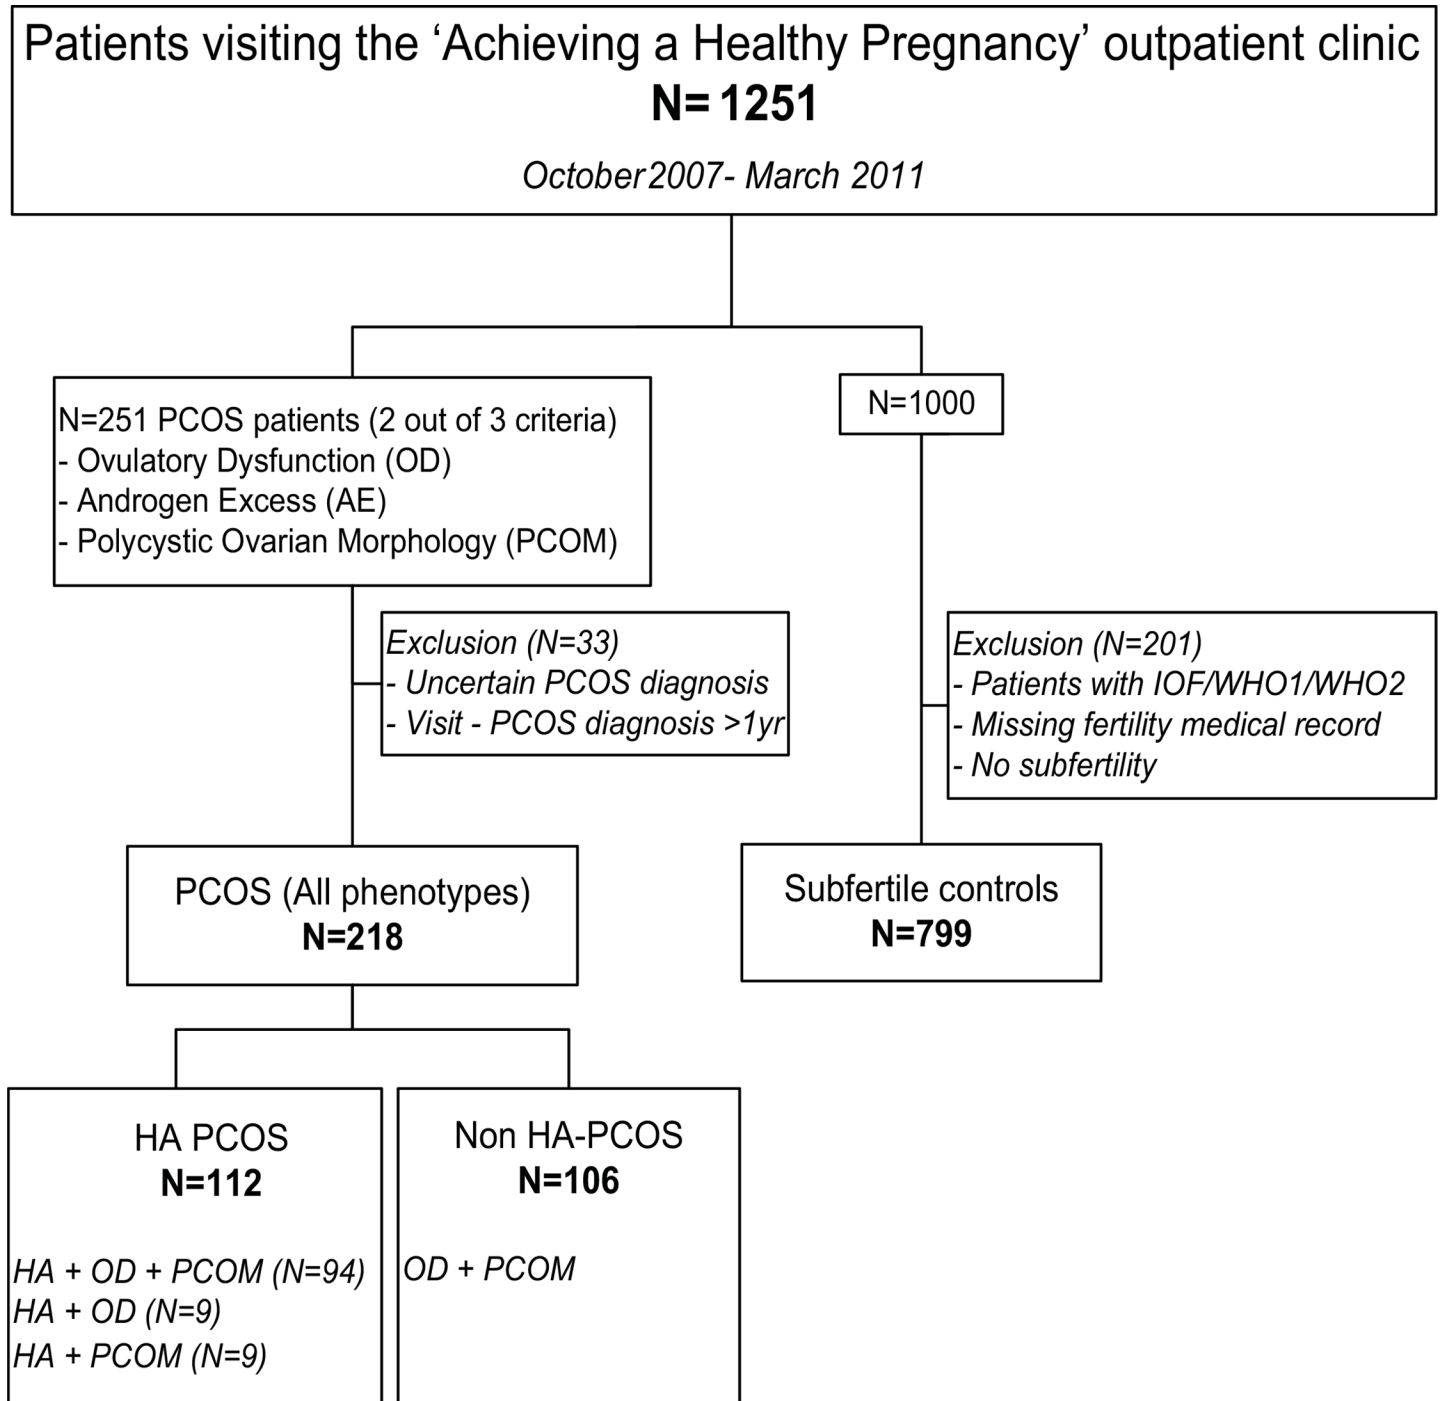 Patients visiting the ‘Achieving a Healthy Pregnancy’ outpatient clinic
N= 1251
October 2007- March 2011
N=251 PCOS patients (2 out of 3 criteria)
- Ovulatory Dysfunction (OD)
- Androgen Excess (AE)
- Polycystic Ovarian Morphology (PCOM)
N=1000
Exclusion (N=33)
- Uncertain PCOS diagnosis
- Visit - PCOS diagnosis >1yr
Exclusion (N=201)
- Patients with IOF/WHO1/WHO2
- Missing fertility medical record
- No subfertility
PCOS (All phenotypes)
N=218
Subfertile controls
N=799
HA PCOS
N=112
HA + OD + PCOM (N=94)
HA + OD (N=9)
HA + PCOM (N=9)
Non HA-PCOS
N=106
OD + PCOM